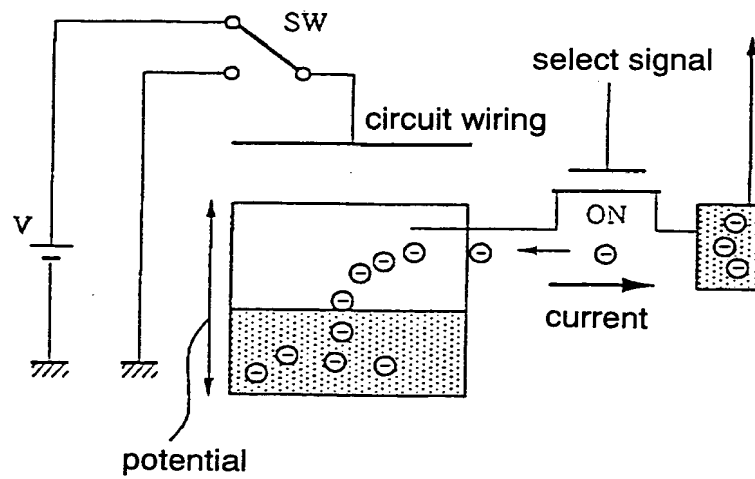 SW
select signal
circuit wiring
V
ON
current
potential